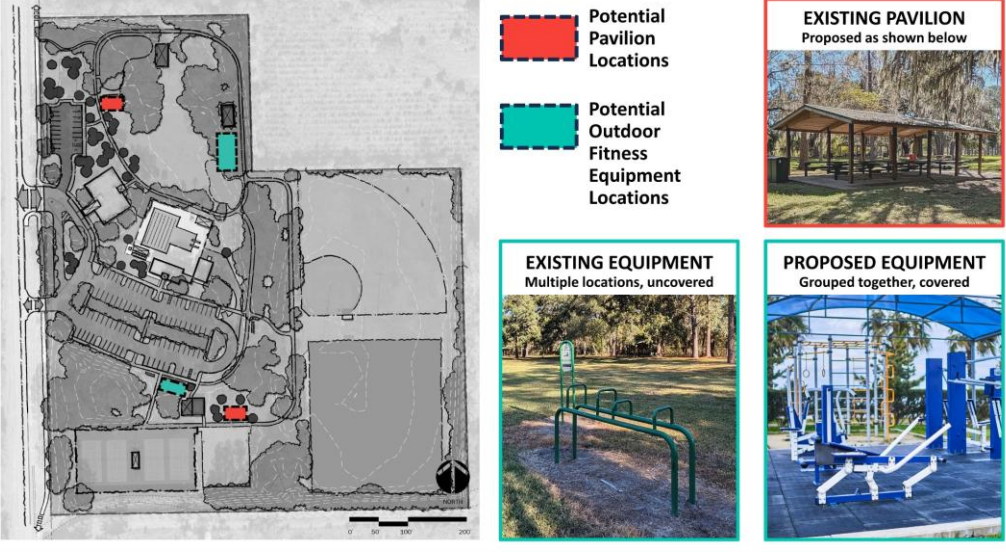 Potential
Pavilion
Locations
Potential
Outdoor
Fitness
Equipment
Locations
EXISTING PAVILION
Proposed as shown below
EXISTING EQUIPMENT
Multiple locations, uncovered
PROPOSED EQUIPMENT
Grouped together, covered
NORTH
0 50 100 200